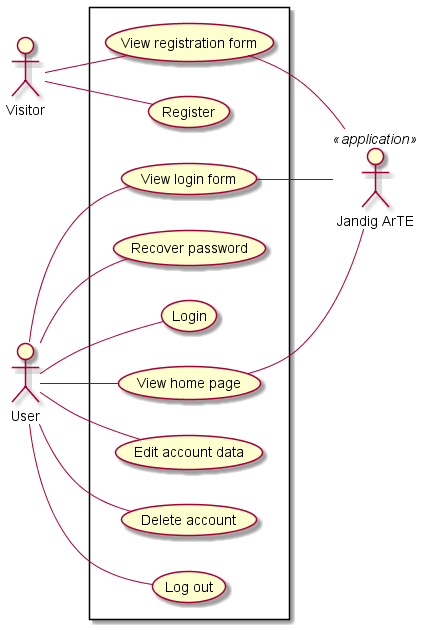 View registration form
Visitor
Register
«application»
View login form
Jandig ArTE
Recover password
Login
View home page
User
Edit account data
Delete account
Log out